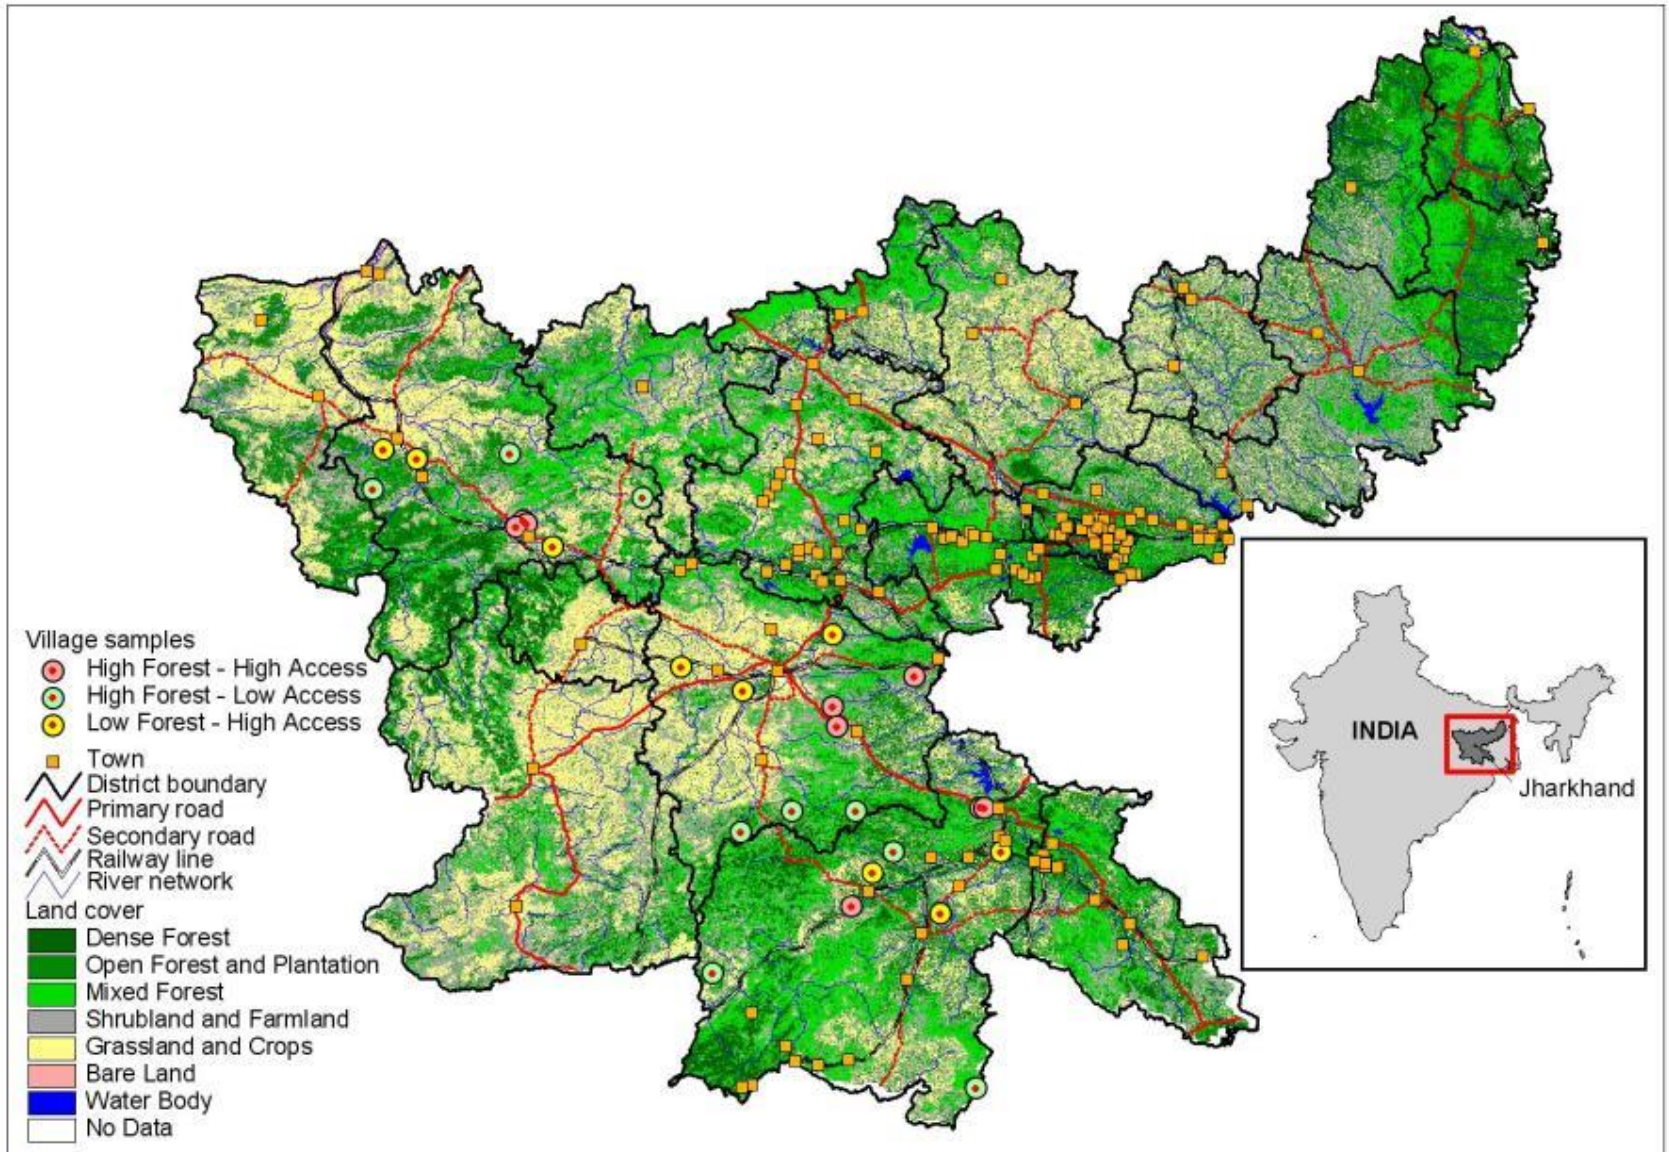 Village samples
High Forest - High Access
High Forest - Low Access
Low Forest - High Access
Town
District boundary
Primary road
Secondary road
Railway line
River network
Land cover
Dense Forest
Open Forest and Plantation
Mixed Forest
Shrubland and Farmland
Grassland and Crops
Bare Land
Water Body
No Data
INDIA
Jharkhand